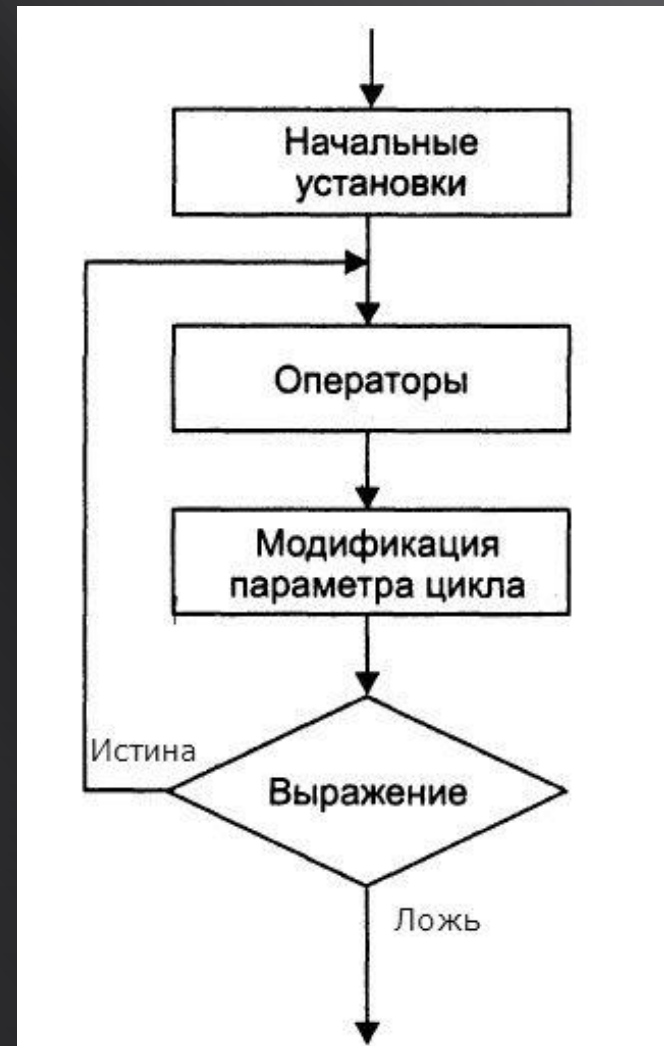 Начальные
установки
Операторы
Модификация
параметра цикла
Истина
Выражение
Ложь